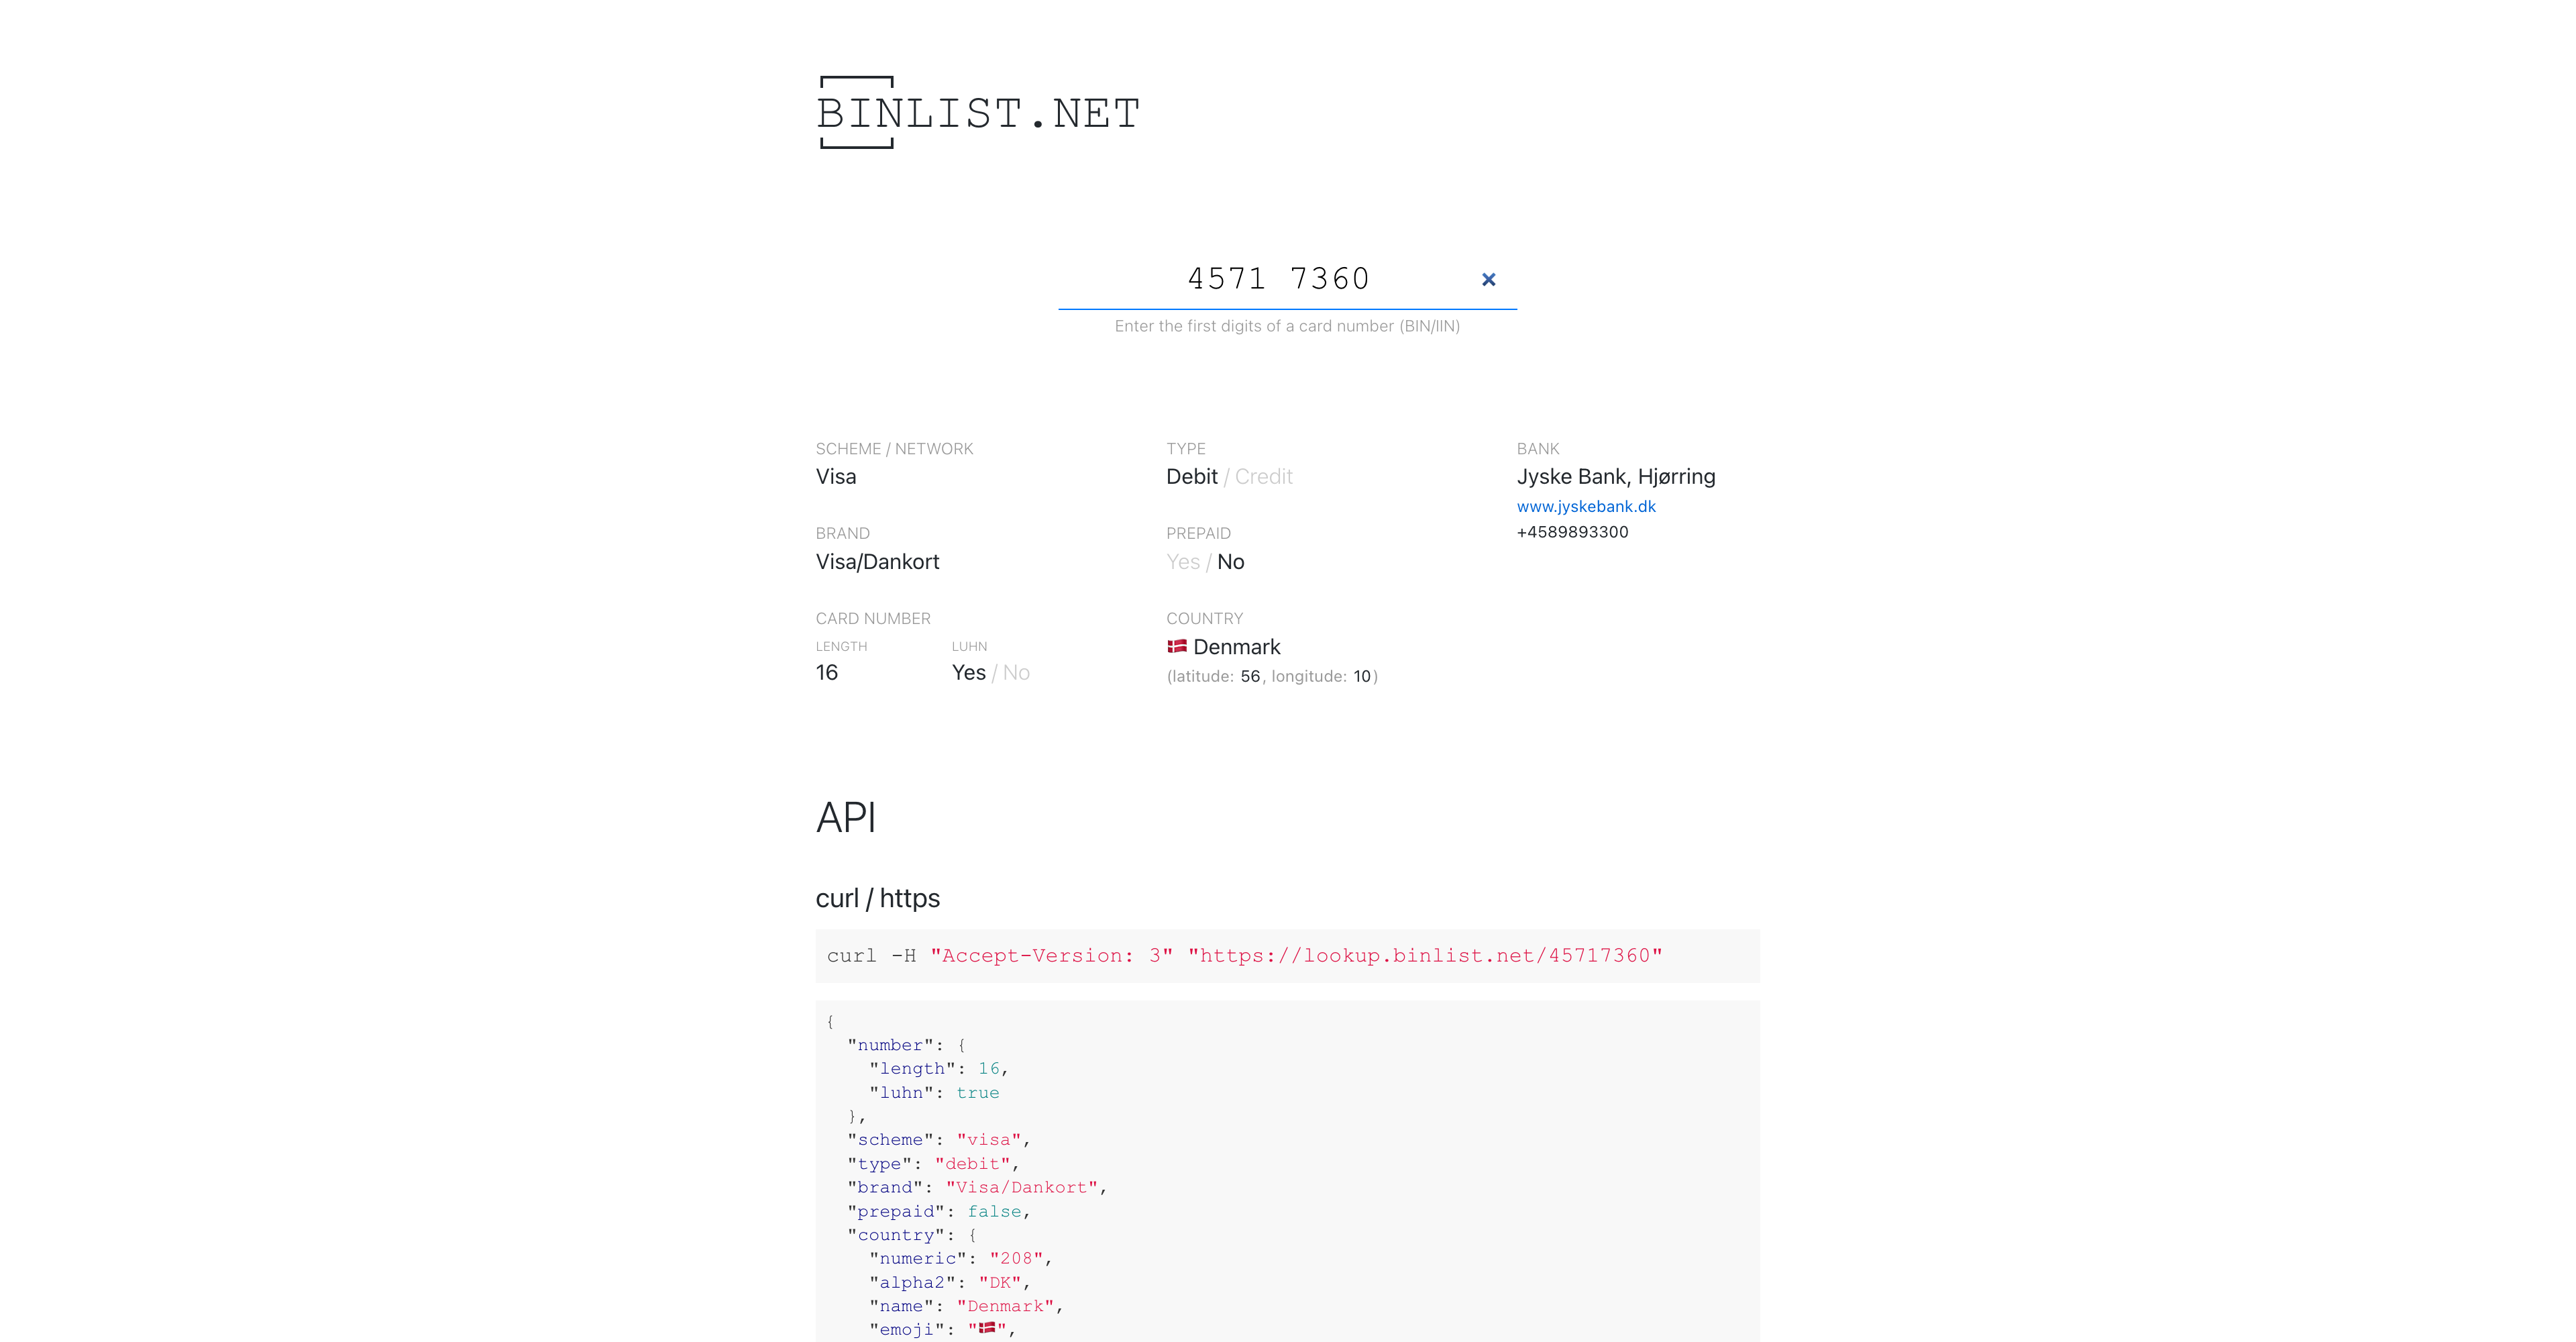 BINLIST.NET
4571 7360 ×
Enter the first digits of a card number (BIN/IIN)
SCHEME / NETWORK
Visa
TYPE
Debit / Credit
BANK
Jyske Bank, Hjørring
www.jyskebank.dk
+4589893300
BRAND
Visa/Dankort
PREPAID
Yes / No
CARD NUMBER
LENGTH
16
LUHN
Yes / No
COUNTRY
🇩🇰 Denmark
(latitude: 56, longitude: 10)
API
curl / https
curl -H "Accept-Version: 3" "https://lookup.binlist.net/45717360"
{
  "number": {
    "length": 16,
    "luhn": true
  },
  "scheme": "visa",
  "type": "debit",
  "brand": "Visa/Dankort",
  "prepaid": false,
  "country": {
    "numeric": "208",
    "alpha2": "DK",
    "name": "Denmark",
    "emoji": "🇩🇰",